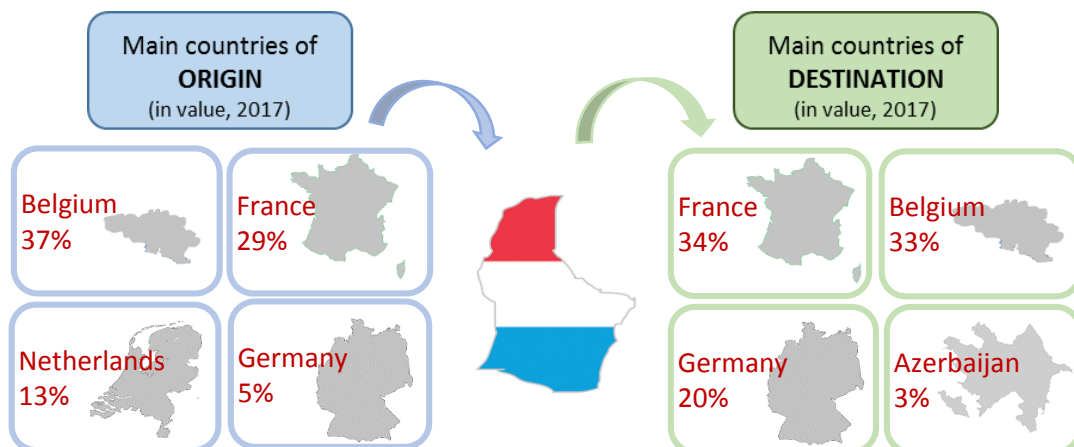 Main countries of
ORIGIN
(in value, 2017)
Main countries of
DESTINATION
(in value, 2017)
Belgium
37%
France
29%
Netherlands
13%
Germany
5%
France
34%
Belgium
33%
Germany
20%
Azerbaijan
3%